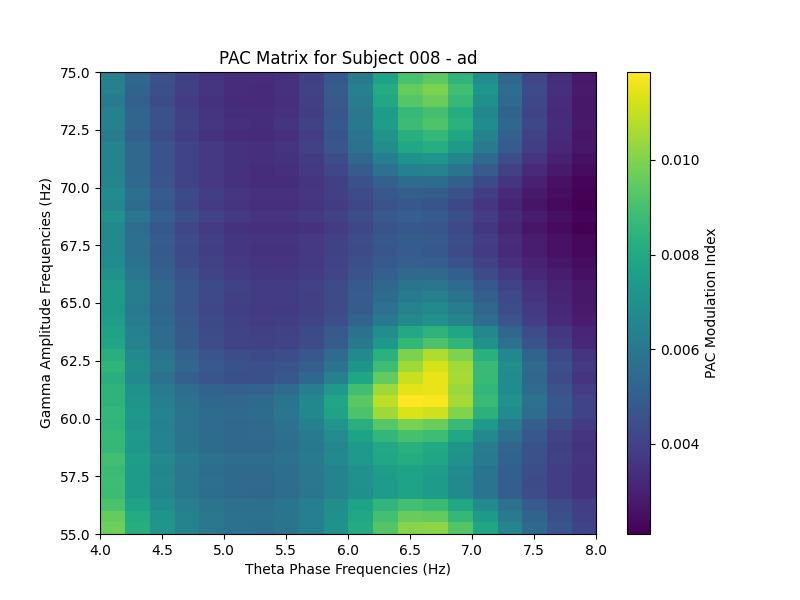 PAC Matrix for Subject 008 - ad
75.0
72.5
70.0
67.5
65.0
62.5
60.0
57.5
55.0
Gamma Amplitude Frequencies (Hz)
4.0 4.5 5.0 5.5 6.0 6.5 7.0 7.5 8.0
Theta Phase Frequencies (Hz)
0.010
0.008
0.006
0.004
PAC Modulation Index